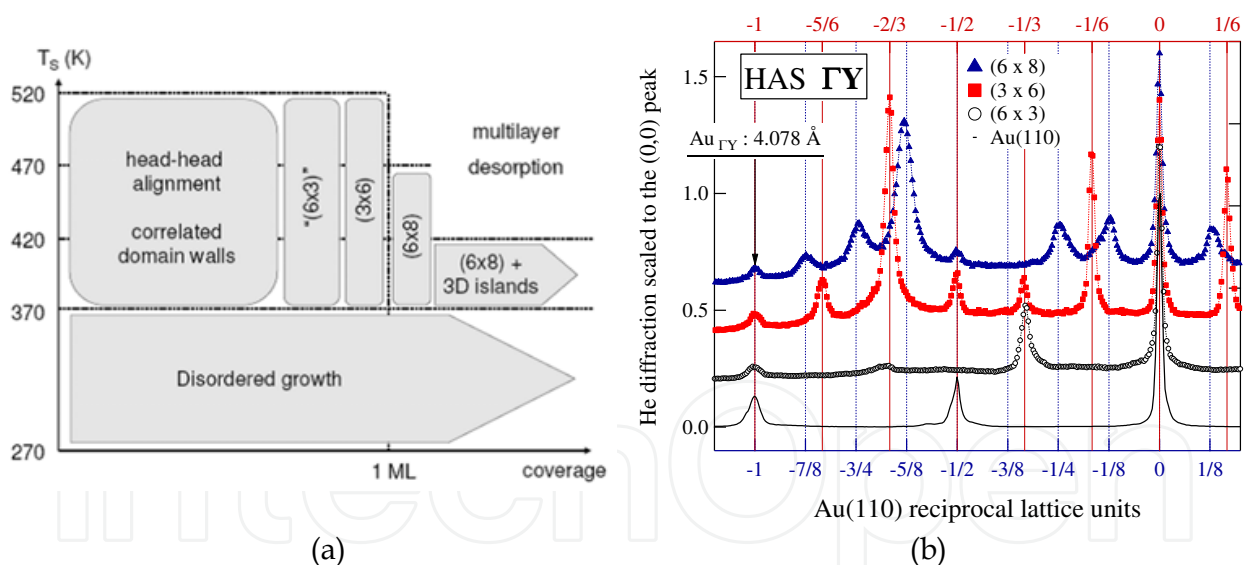 T_S (K)
520
470
420
370
270
head-head
alignment
correlated
domain walls
"(6x3)"
(3x6)
(6x8)
multilayer
desorption
(6x8) +
3D islands
Disordered growth
1 ML
coverage
(a)
-1 -5/6 -2/3 -1/2 -1/3 -1/6 0 1/6
He diffraction scaled to the (0,0) peak
1.5
1.0
0.5
0.0
HAS ΓY
Au_ΓY : 4.078 Å
(6 x 8)
(3 x 6)
(6 x 3)
- Au(110)
-1 -7/8 -3/4 -5/8 -1/2 -3/8 -1/4 -1/8 0 1/8
Au(110) reciprocal lattice units
(b)
intechopen